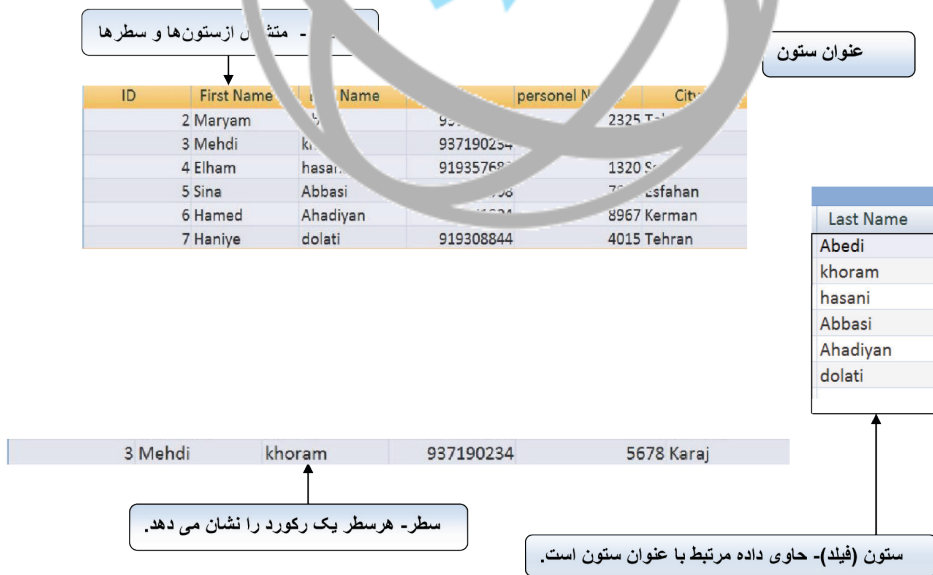 متشکل ازستون‌ها و سطرها
عنوان ستون
ID First Name Name personel City
2 Maryam 2325
3 Mehdi 937190234
4 Elham 1320
5 Sina Abbasi Esfahan
6 Hamed Ahadiyan 8967 Kerman
7 Haniye dolati 919308844 4015 Tehran
Last Name
Abedi
khoram
hasani
Abbasi
Ahadiyan
dolati
3 Mehdi khoram 937190234 5678 Karaj
سطر- هرسطر یک رکورد را نشان می دهد.
ستون (فیلد)- حاوی داده مرتبط با عنوان ستون است.